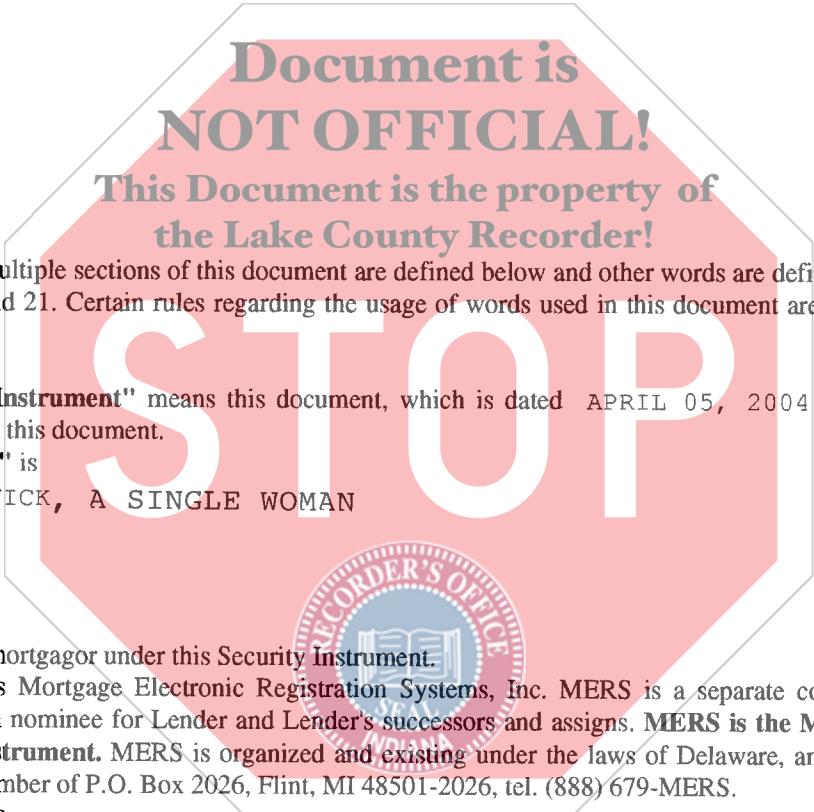 Document is
NOT OFFICIAL!
This Document is the property of
the Lake County Recorder!
ultiple sections of this document are defined below and other words are defi
d 21. Certain rules regarding the usage of words used in this document are
STOP
Instrument" means this document, which is dated APRIL 05, 2004
this document.
" is
ICK, A SINGLE WOMAN
RECORDER'S OFFICE
SEAL
INDIANA
nortgagor under this Security Instrument.
s Mortgage Electronic Registration Systems, Inc. MERS is a separate co
nominee for Lender and Lender's successors and assigns. MERS is the M
strument. MERS is organized and existing under the laws of Delaware, an
mber of P.O. Box 2026, Flint, MI 48501-2026, tel. (888) 679-MERS.